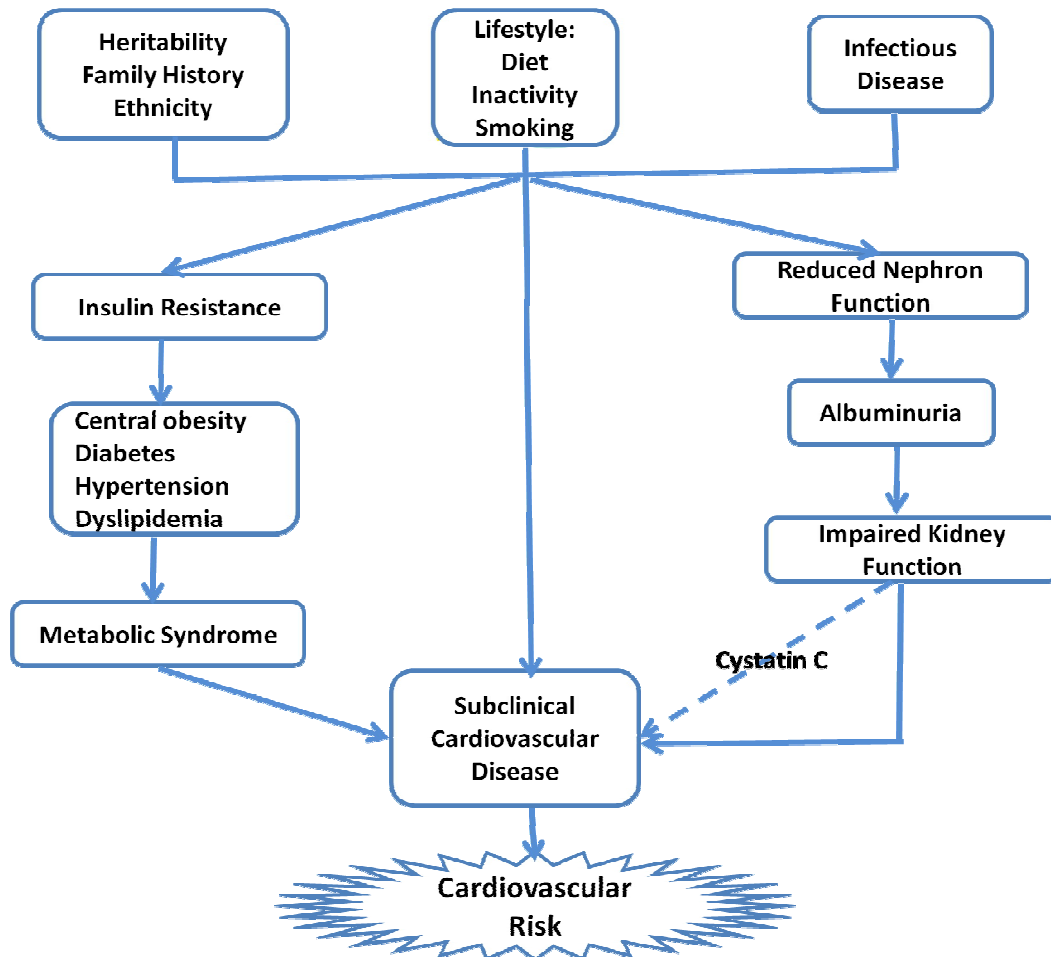 Heritability
Family History
Ethnicity
Lifestyle:
Diet
Inactivity
Smoking
Infectious
Disease
Insulin Resistance
Reduced Nephron
Function
Central obesity
Diabetes
Hypertension
Dyslipidemia
Albuminuria
Impaired Kidney
Function
Metabolic Syndrome
Cystatin C
Subclinical
Cardiovascular
Disease
Cardiovascular
Risk